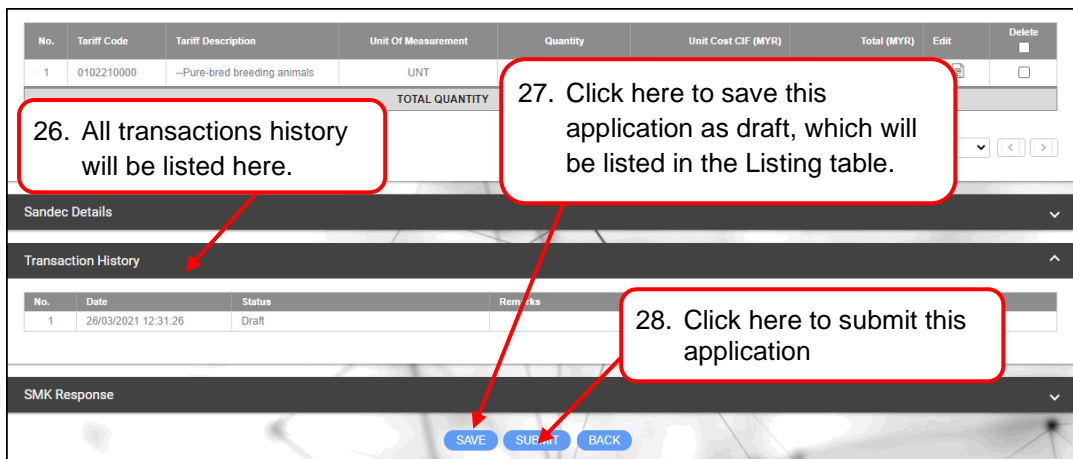 No. Tariff Code Tariff Description Unit Of Measurement Quantity Unit Cost CIF (MYR) Total (MYR) Edit Delete
1 0102210000 --Pure-bred breeding animals UNT
TOTAL QUANTITY
26. All transactions history
will be listed here.
27. Click here to save this
application as draft, which will
be listed in the Listing table.
Sandec Details
Transaction History
No. Date Status Remarks
1 26/03/2021 12:31:26 Draft
28. Click here to submit this
application
SMK Response
SAVE SUBMIT BACK